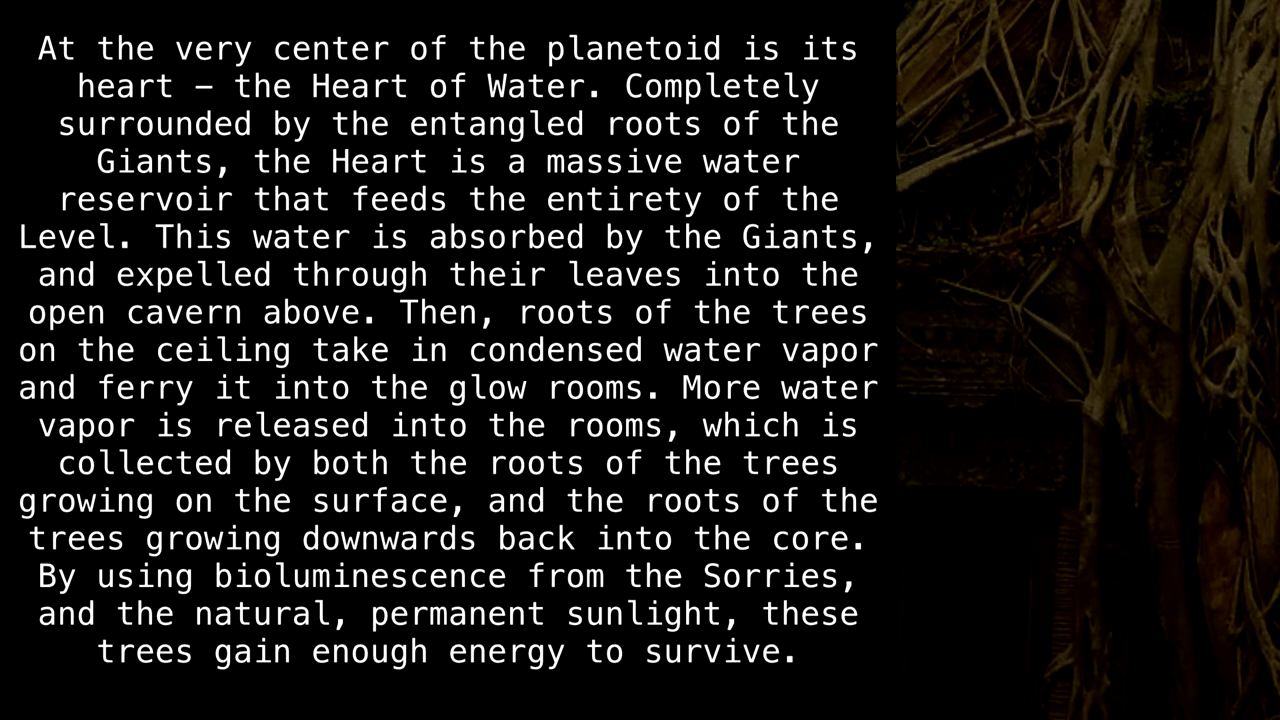 At the very center of the planetoid is its
heart – the Heart of Water. Completely
surrounded by the entangled roots of the
Giants, the Heart is a massive water
reservoir that feeds the entirety of the
Level. This water is absorbed by the Giants,
and expelled through their leaves into the
open cavern above. Then, roots of the trees
on the ceiling take in condensed water vapor
and ferry it into the glow rooms. More water
vapor is released into the rooms, which is
collected by both the roots of the trees
growing on the surface, and the roots of the
trees growing downwards back into the core.
By using bioluminescence from the Sorries,
and the natural, permanent sunlight, these
trees gain enough energy to survive.